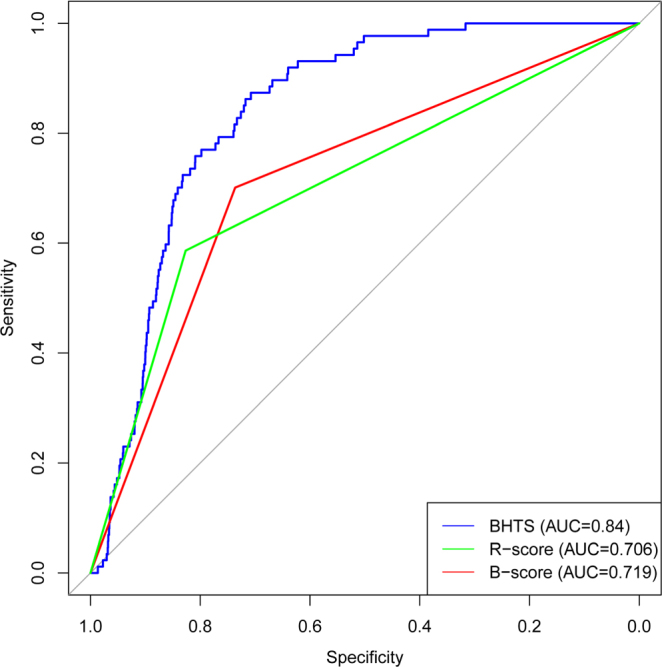 1.0
0.8
0.6
0.4
0.2
0.0
Sensitivity
BHTS (AUC=0.84)
R−score (AUC=0.706)
B−score (AUC=0.719)
1.0 0.8 0.6 0.4 0.2 0.0
Specificity